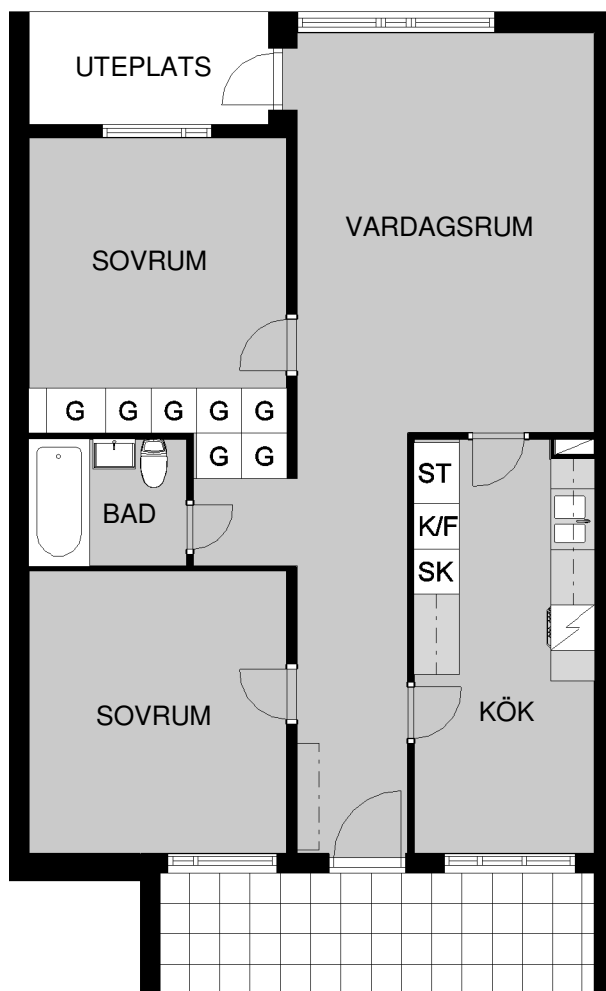 UTEPLATS
VARDAGSRUM
SOVRUM
G G G G G
G G
ST
BAD
K/F
SK
SOVRUM
KÖK